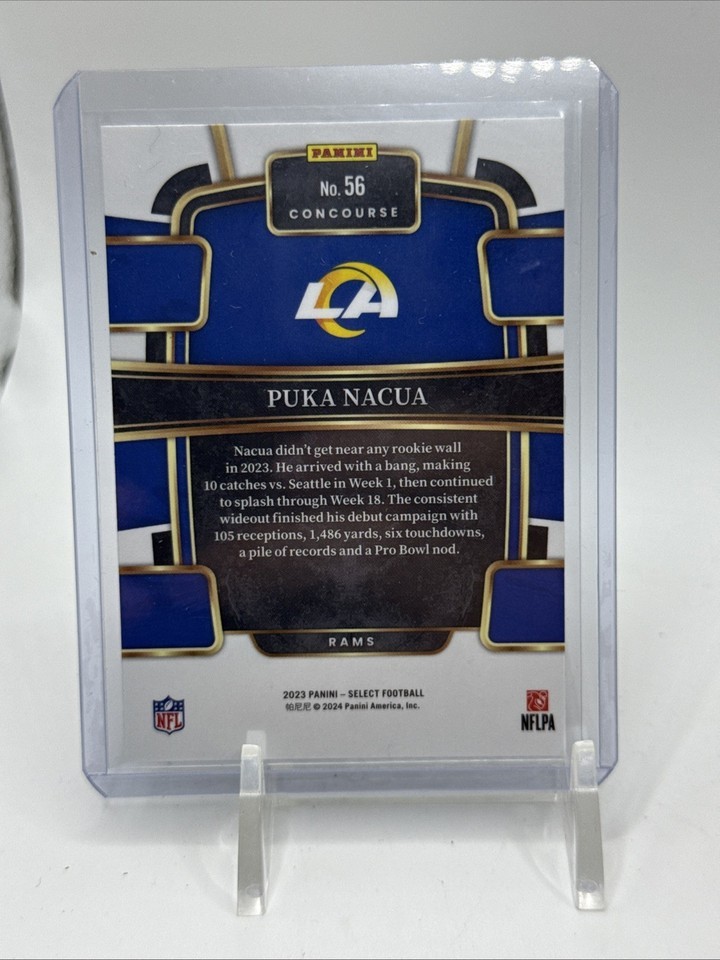 PANINI
No. 56
CONCOURSE
LA
PUKA NACUA
Nacua didn't get near any rookie wall
in 2023. He arrived with a bang, making
10 catches vs. Seattle in Week 1, then continued
to splash through Week 18. The consistent
wideout finished his debut campaign with
105 receptions, 1,486 yards, six touchdowns,
a pile of records and a Pro Bowl nod.
RAMS
2023 PANINI – SELECT FOOTBALL
帕尼尼 © 2024 Panini America, Inc.
NFL
NFLPA